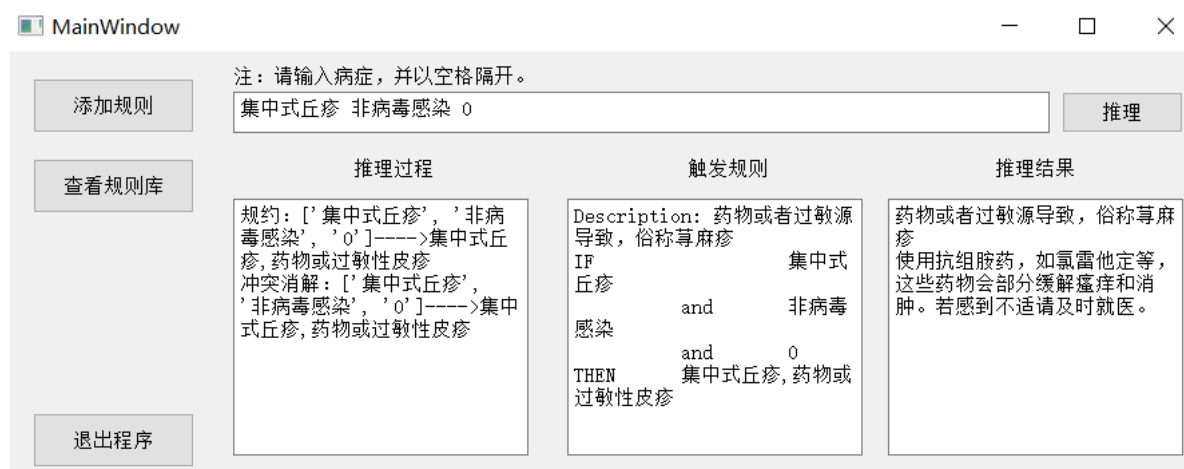 MainWindow
注：请输入病症，并以空格隔开。
添加规则
集中式丘疹 非病毒感染 0
推理
查看规则库
推理过程
规约：['集中式丘疹', '非病
毒感染', '0']---->集中式丘
疹,药物或过敏性皮疹
冲突消解：['集中式丘疹',
'非病毒感染', '0']---->集中
式丘疹,药物或过敏性皮疹
触发规则
Description: 药物或者过敏源
导致，俗称荨麻疹
IF 集中式
丘疹
and 非病毒
感染
and 0
THEN 集中式丘疹,药物或
过敏性皮疹
推理结果
药物或者过敏源导致，俗称荨麻
疹
使用抗组胺药，如氯雷他定等，
这些药物会部分缓解瘙痒和消
肿。若感到不适请及时就医。
退出程序